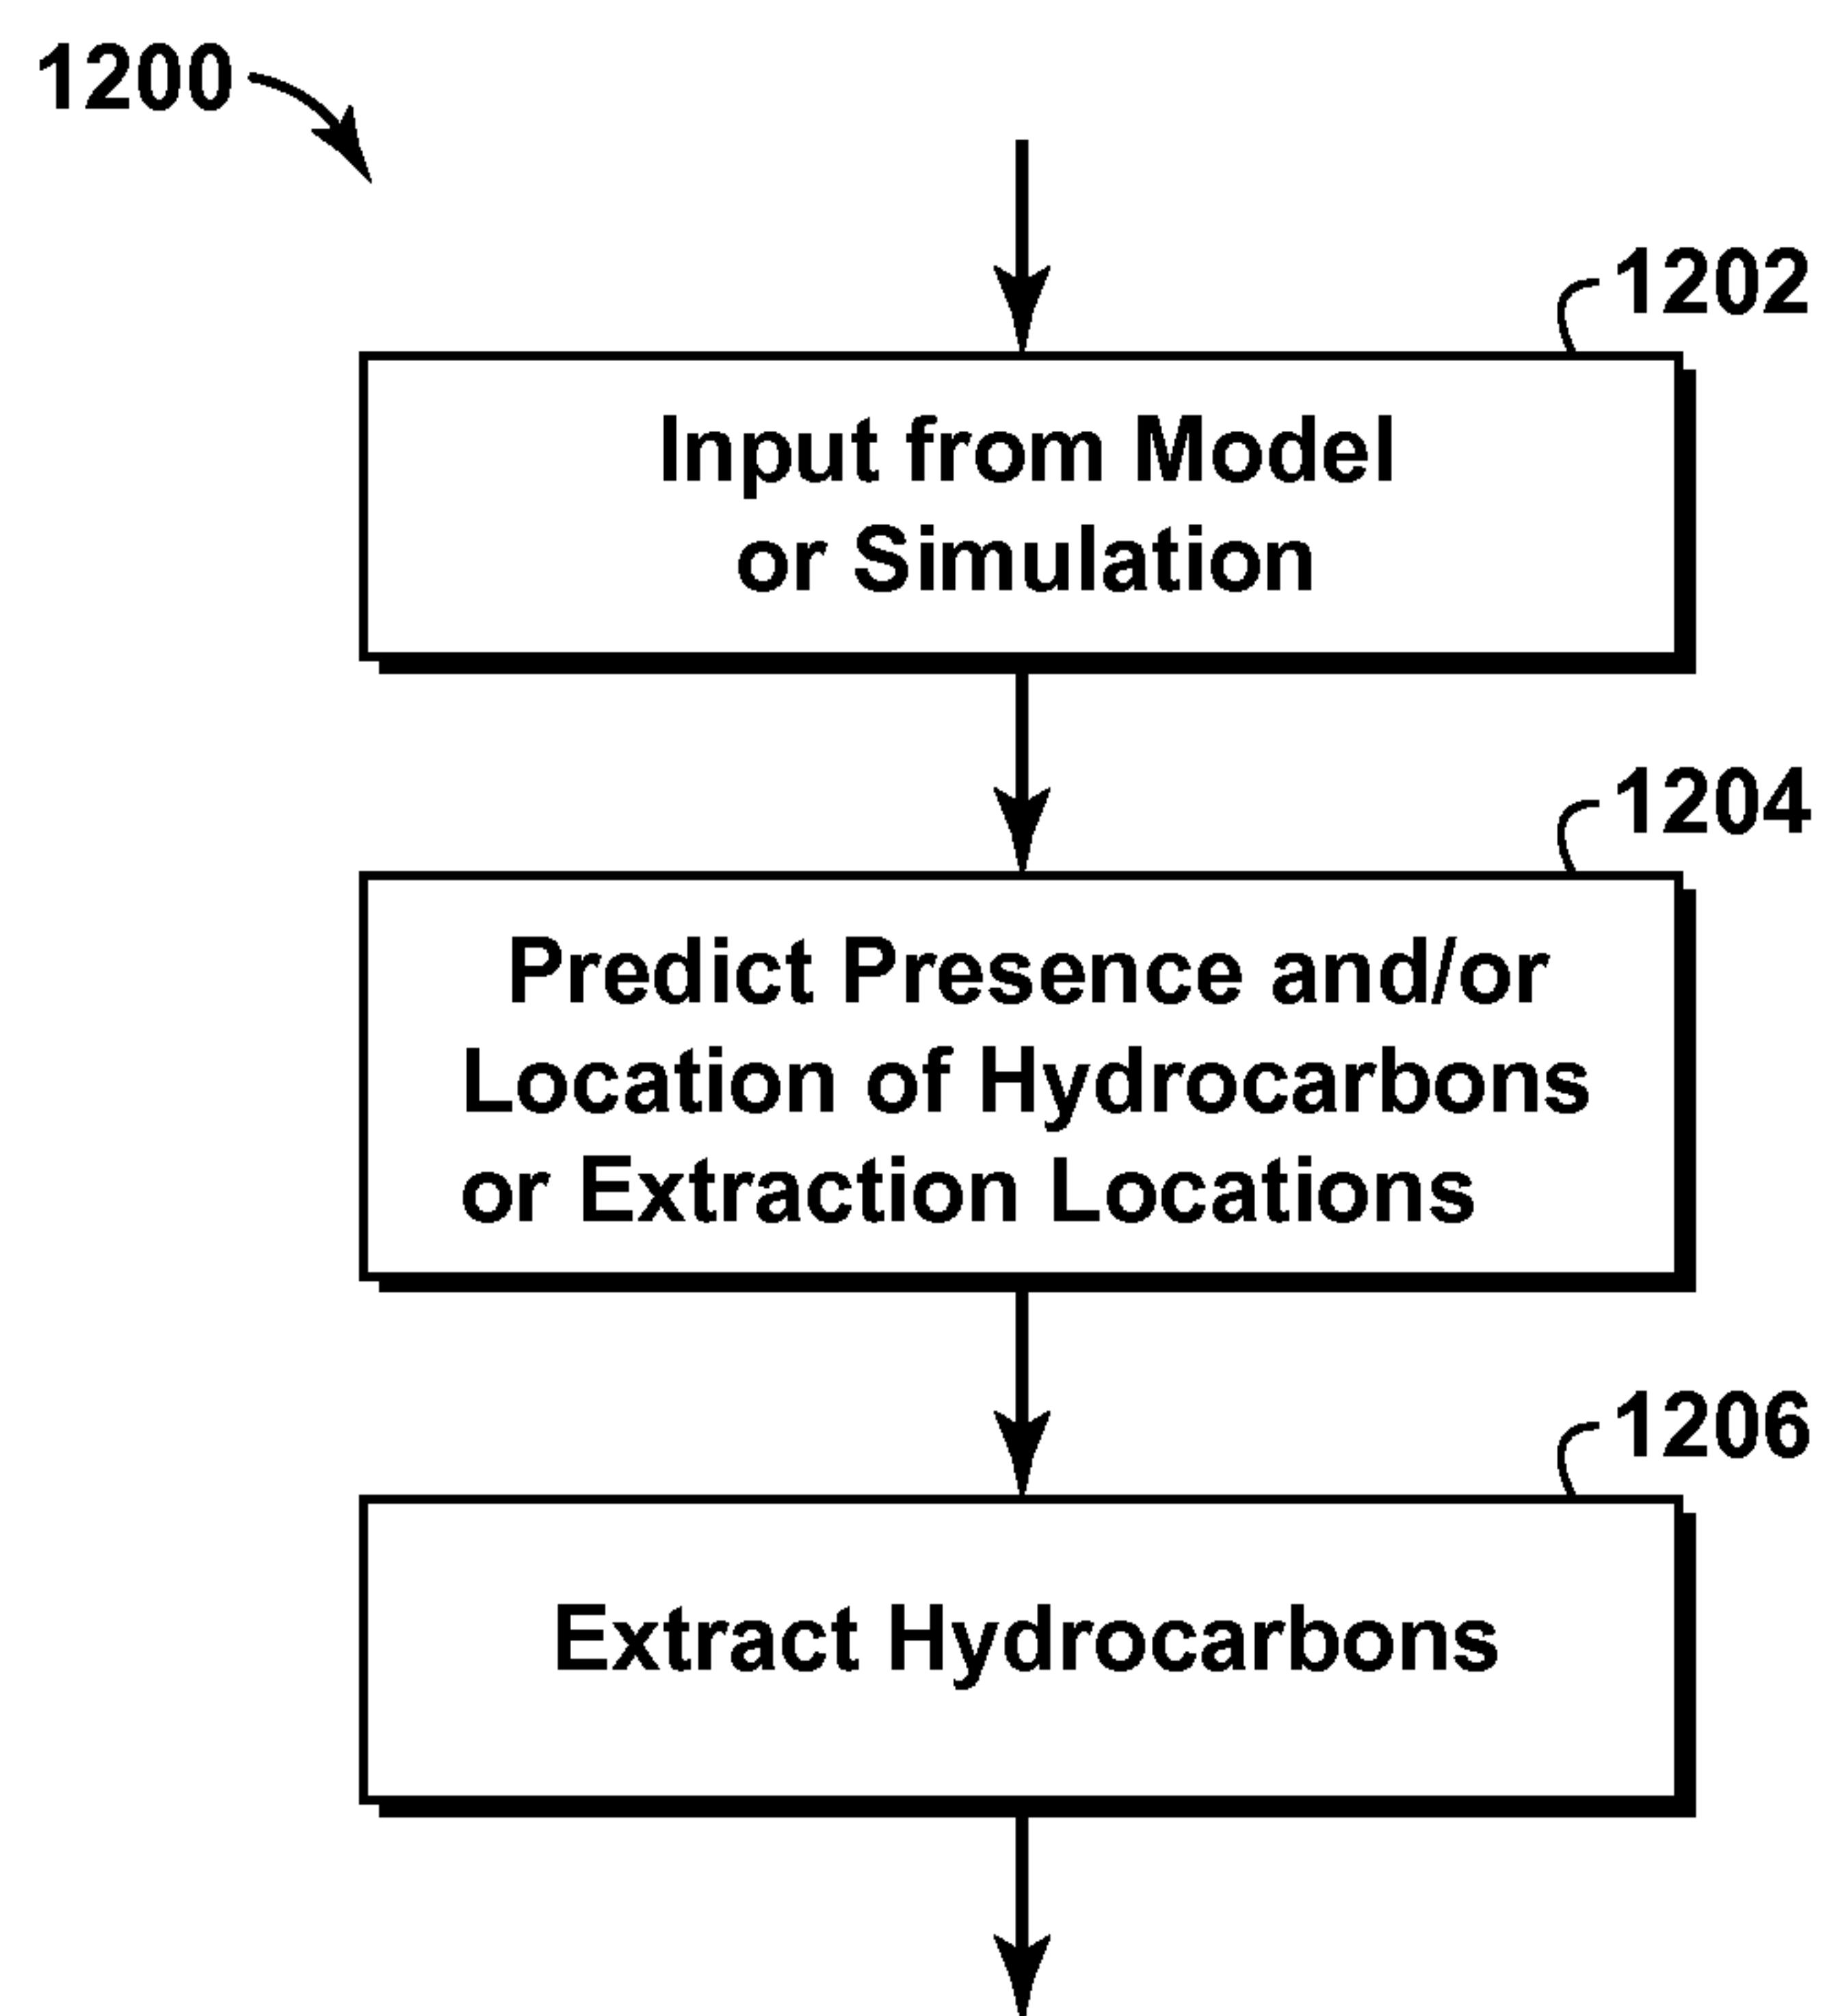 1200
1202
Input from Model
or Simulation
1204
Predict Presence and/or
Location of Hydrocarbons
or Extraction Locations
1206
Extract Hydrocarbons